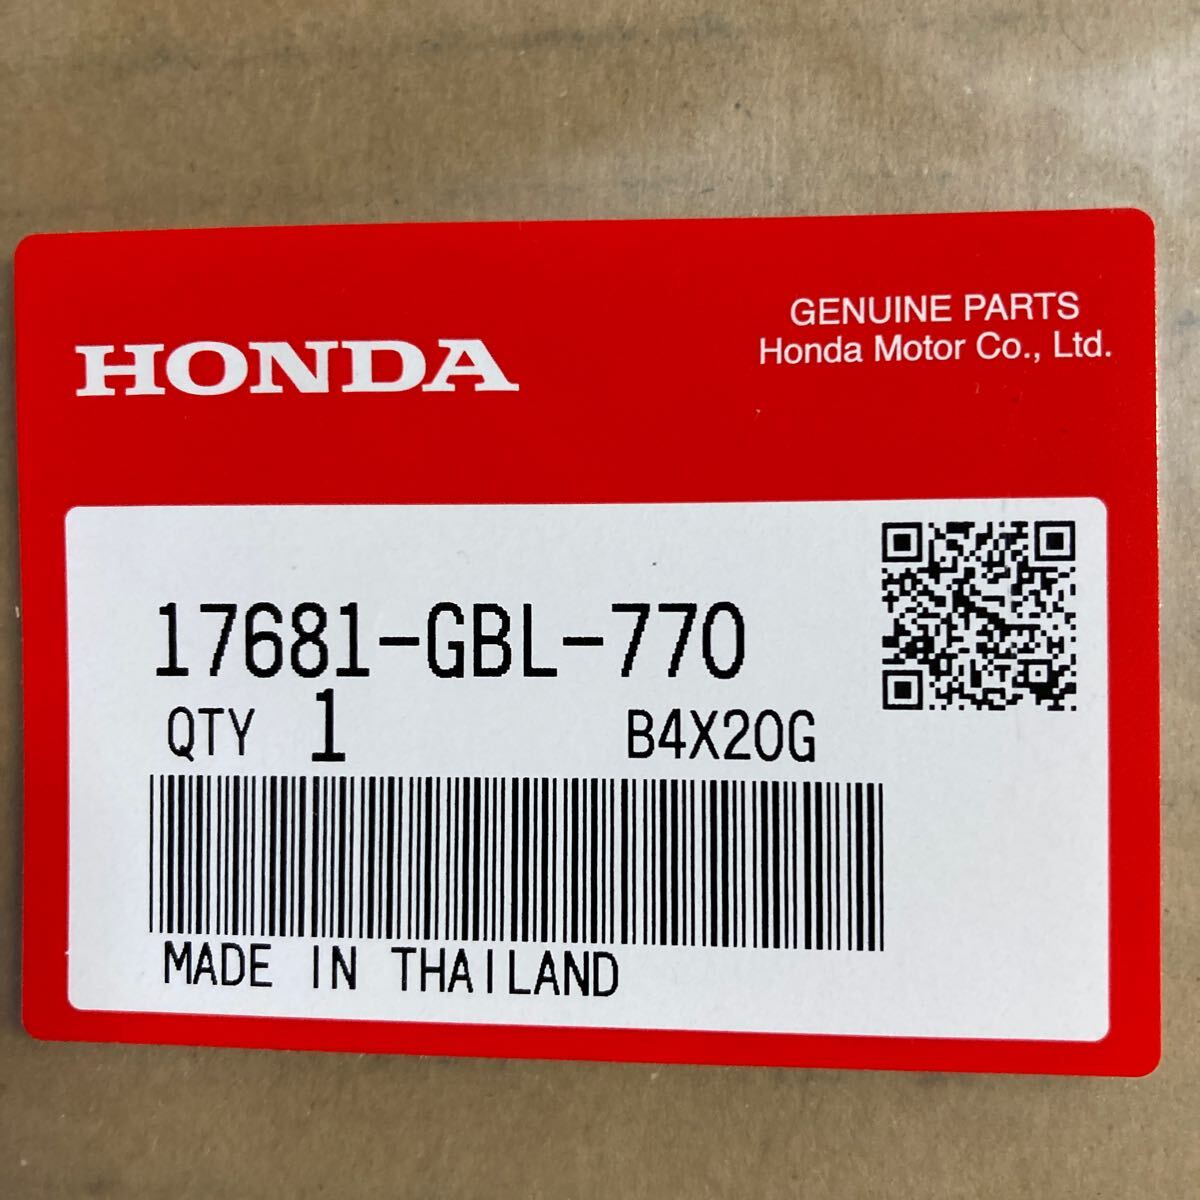 HONDA
GENUINE PARTS
Honda Motor Co., Ltd.
17681-GBL-770
QTY 1 B4X20G
MADE IN THAILAND